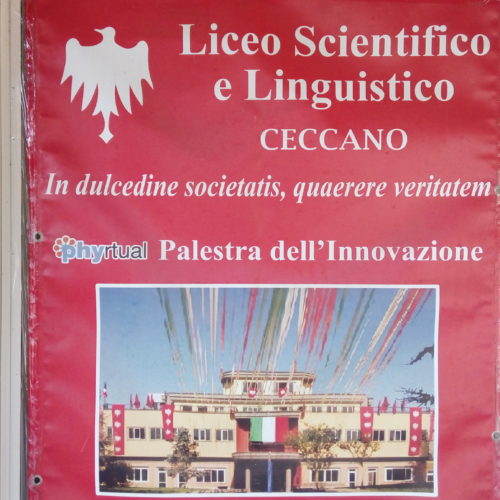 Liceo Scientifico
e Linguistico
CECCANO
In dulcedine societatis, quaerere veritatem
phyrtual Palestra dell'Innovazione